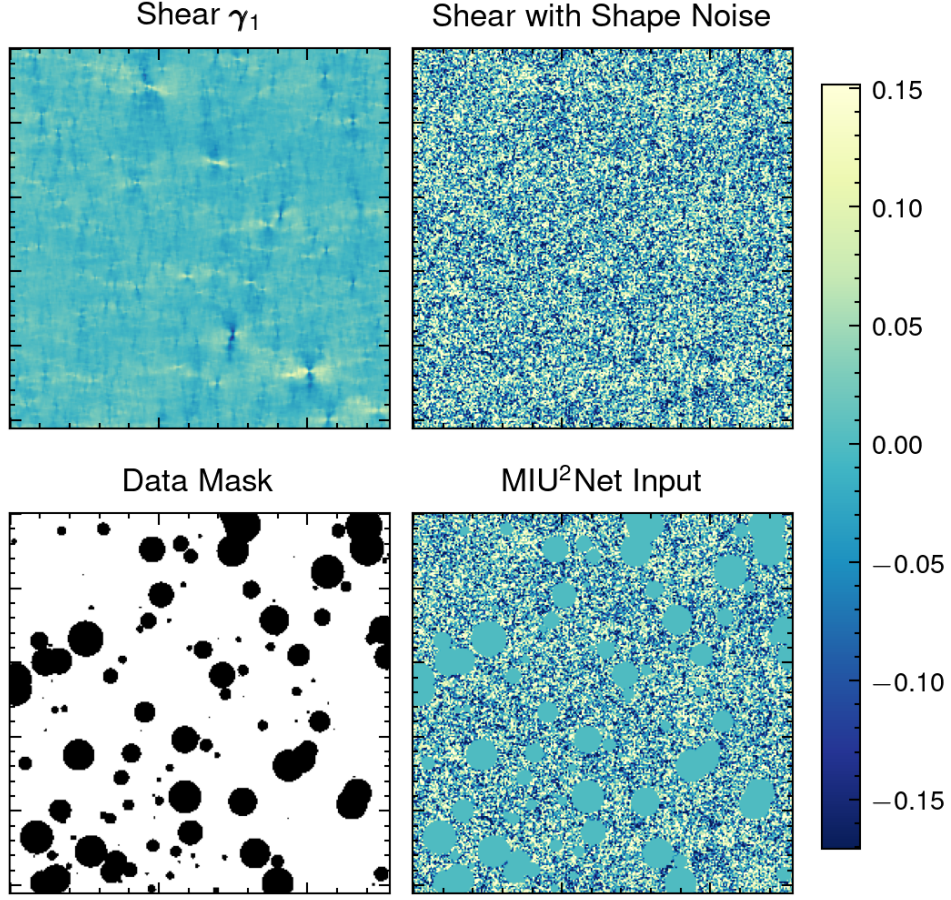 Shear γ₁
Shear with Shape Noise
Data Mask
MIU²Net Input
0.15
0.10
0.05
0.00
−0.05
−0.10
−0.15